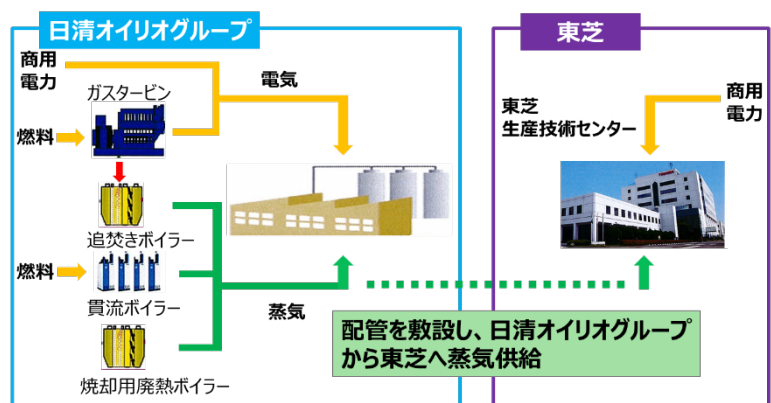 日清オイリオグループ
商用
電力
ガスタービン
電気
燃料
追焚きボイラー
燃料
貫流ボイラー
蒸気
焼却用廃熱ボイラー
東芝
商用
電力
東芝
生産技術センター
配管を敷設し、日清オイリオグループ
から東芝へ蒸気供給